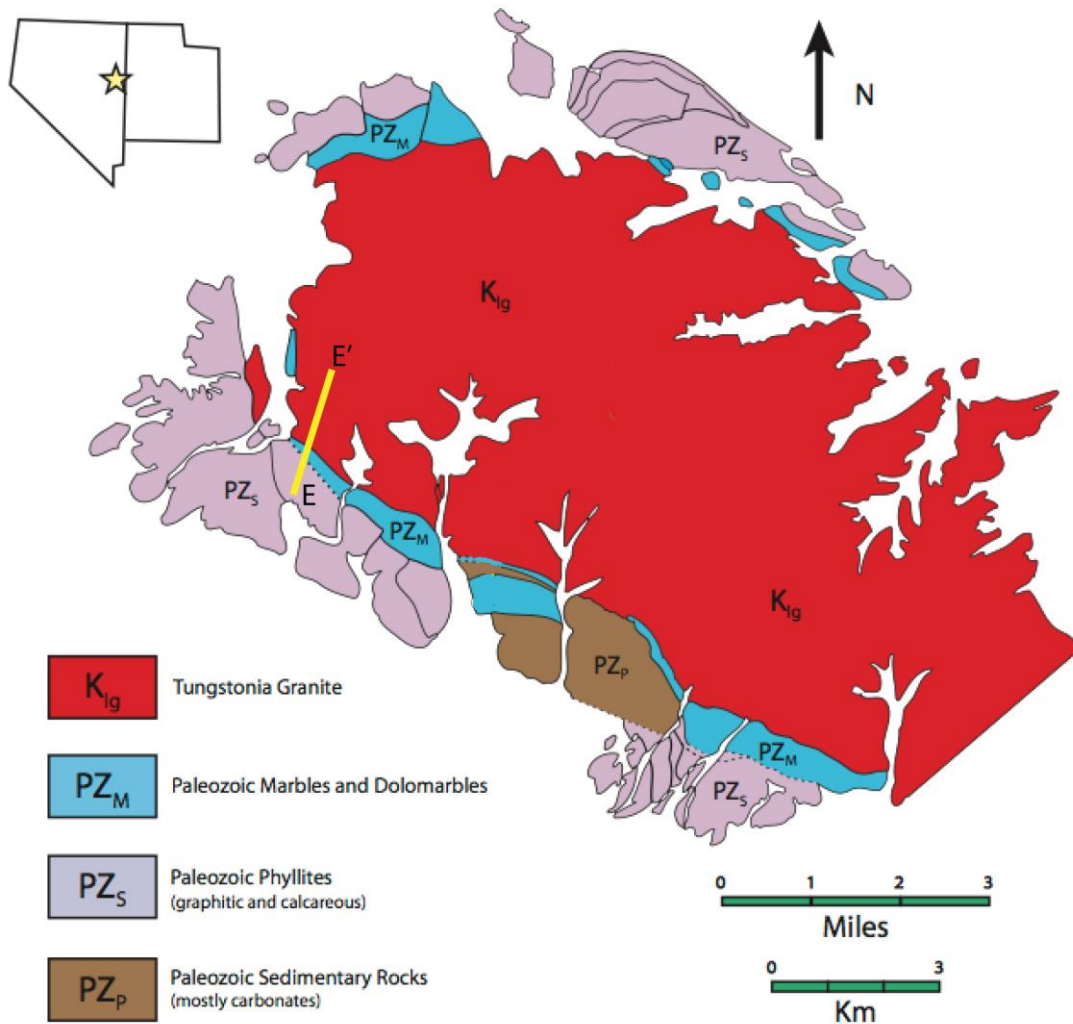 N
PZM
PZS
KIg
E'
PZS
E
PZM
KIg
PZP
PZM
PZS
KIg
Tungstonia Granite
PZM
Paleozoic Marbles and Dolomarbles
PZS
Paleozoic Phyllites
(graphitic and calcareous)
PZP
Paleozoic Sedimentary Rocks
(mostly carbonates)
0 1 2 3
Miles
0 3
Km